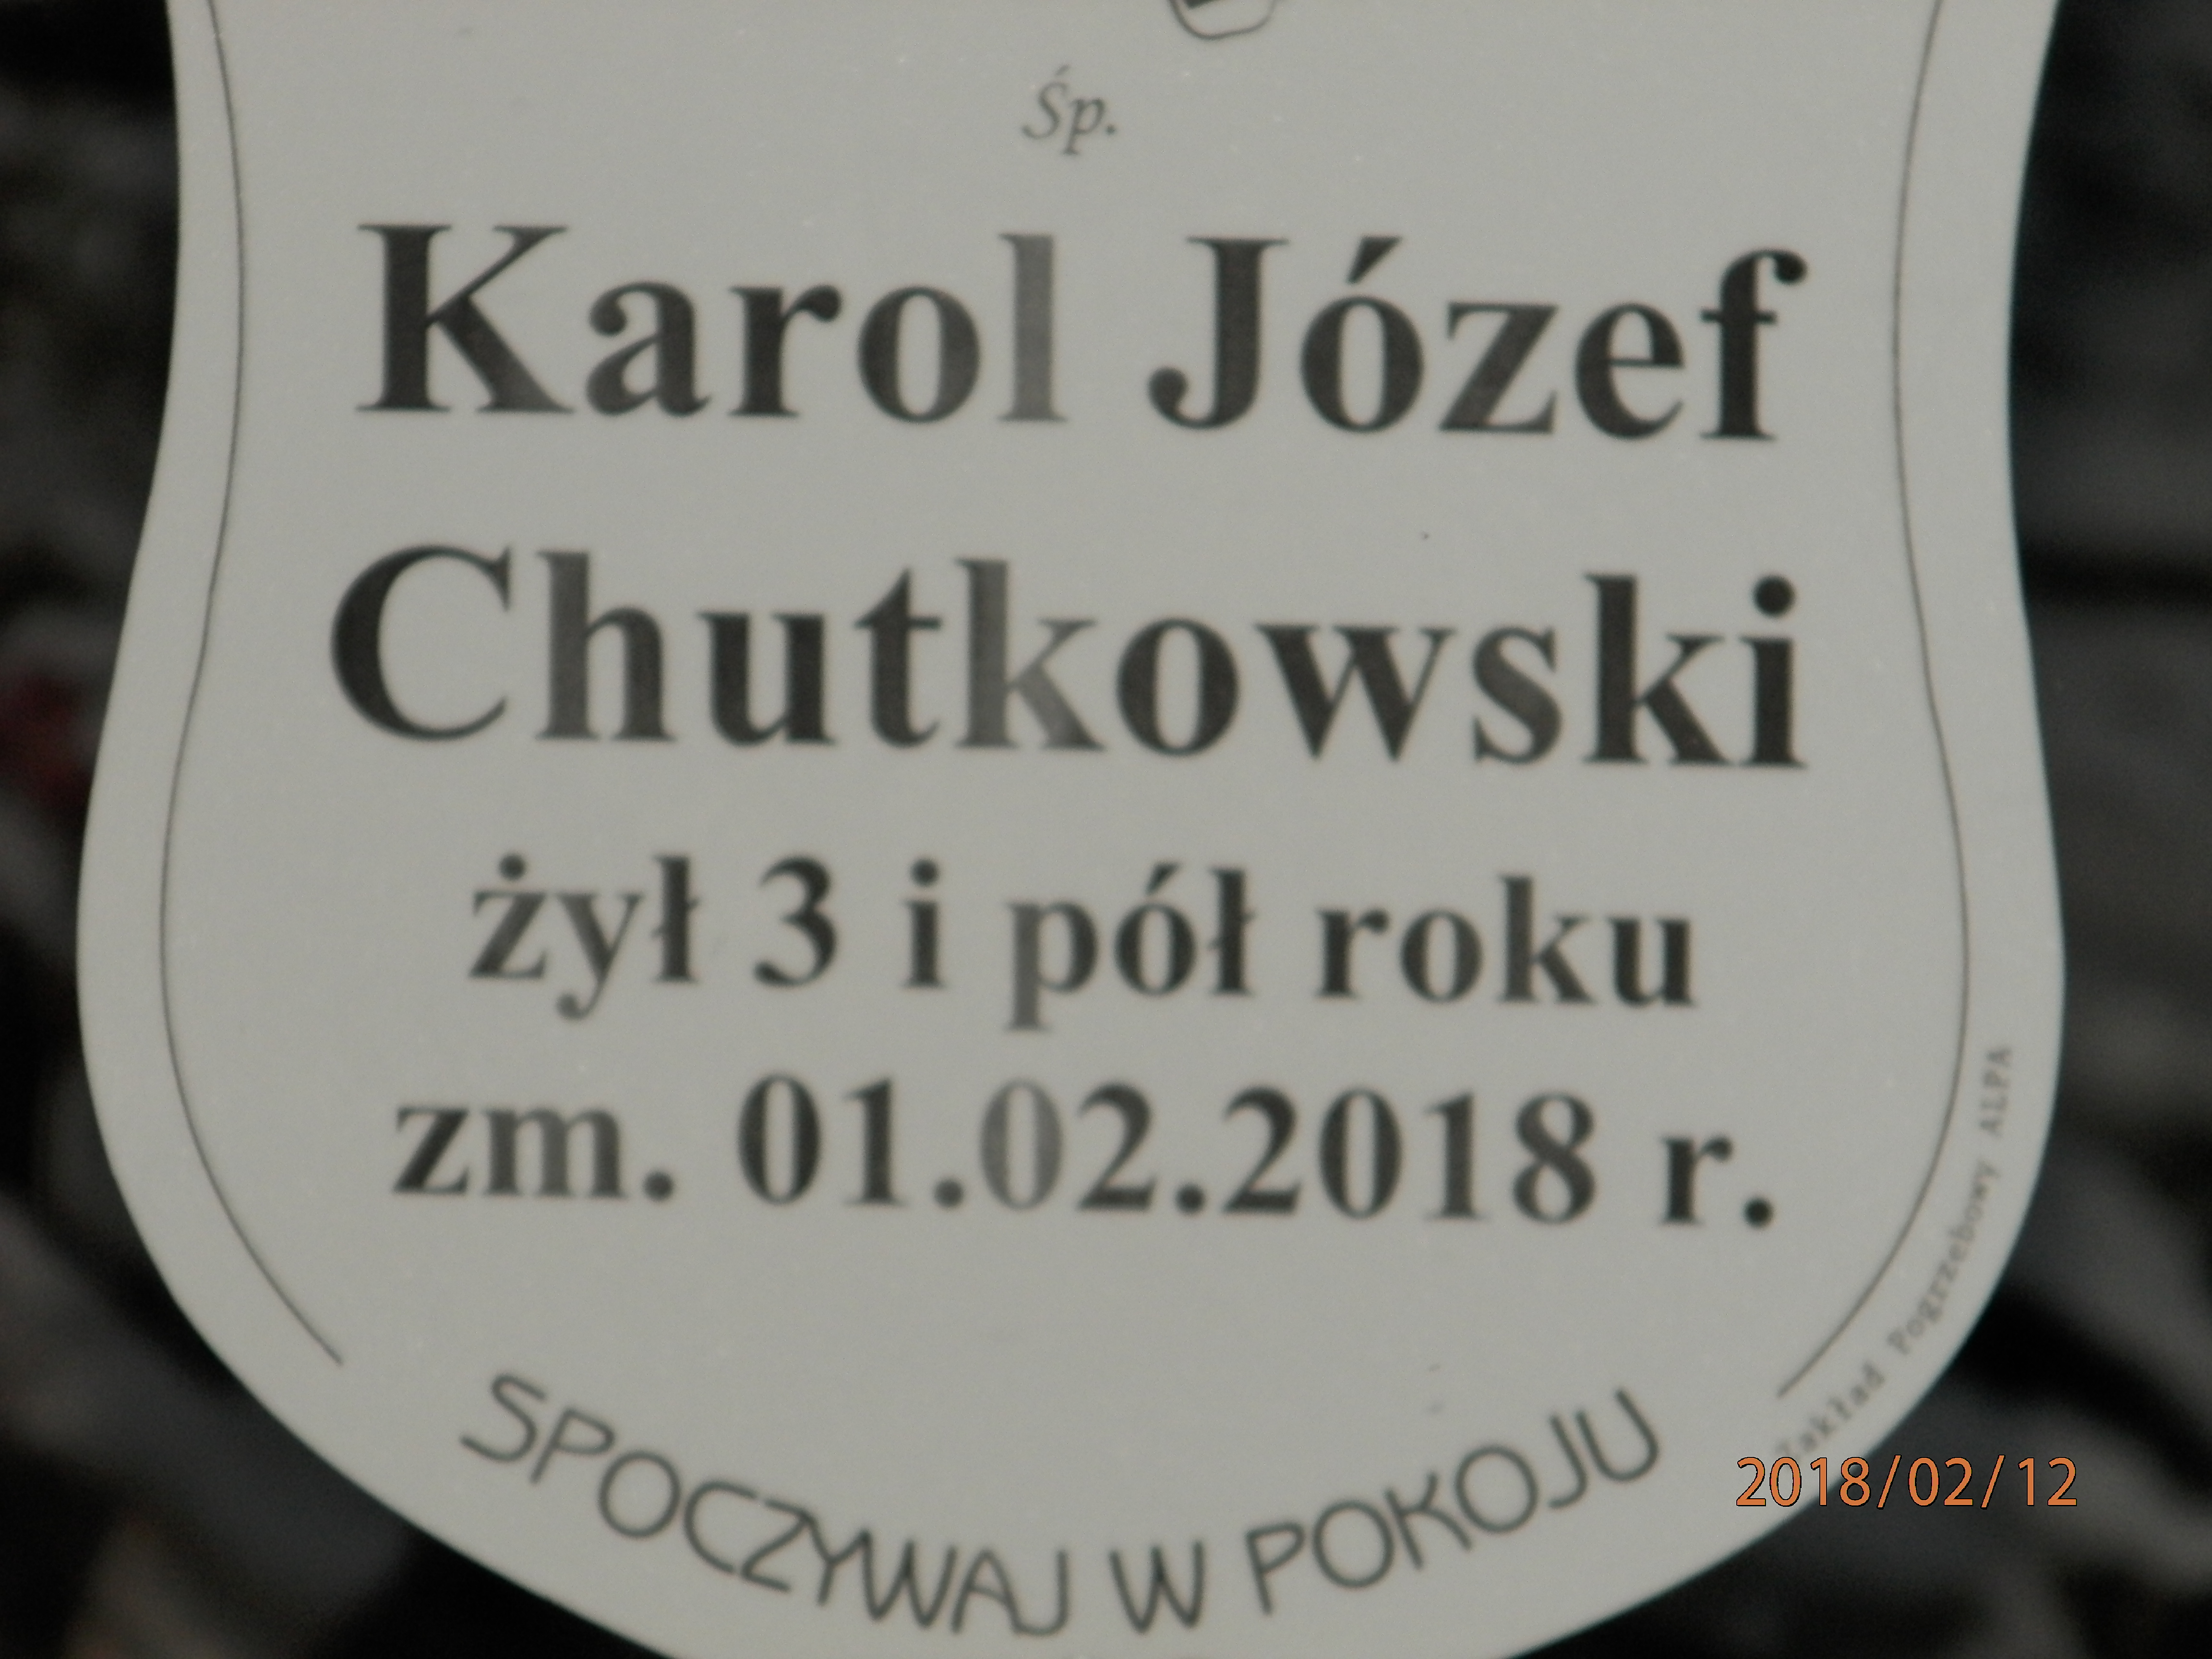 Śp.
Karol Józef
Chutkowski
żył 3 i pół roku
zm. 01.02.2018 r.
SPOCZYWAJ W POKOJU
Zakład Pogrzebowy ALPA
2018/02/12